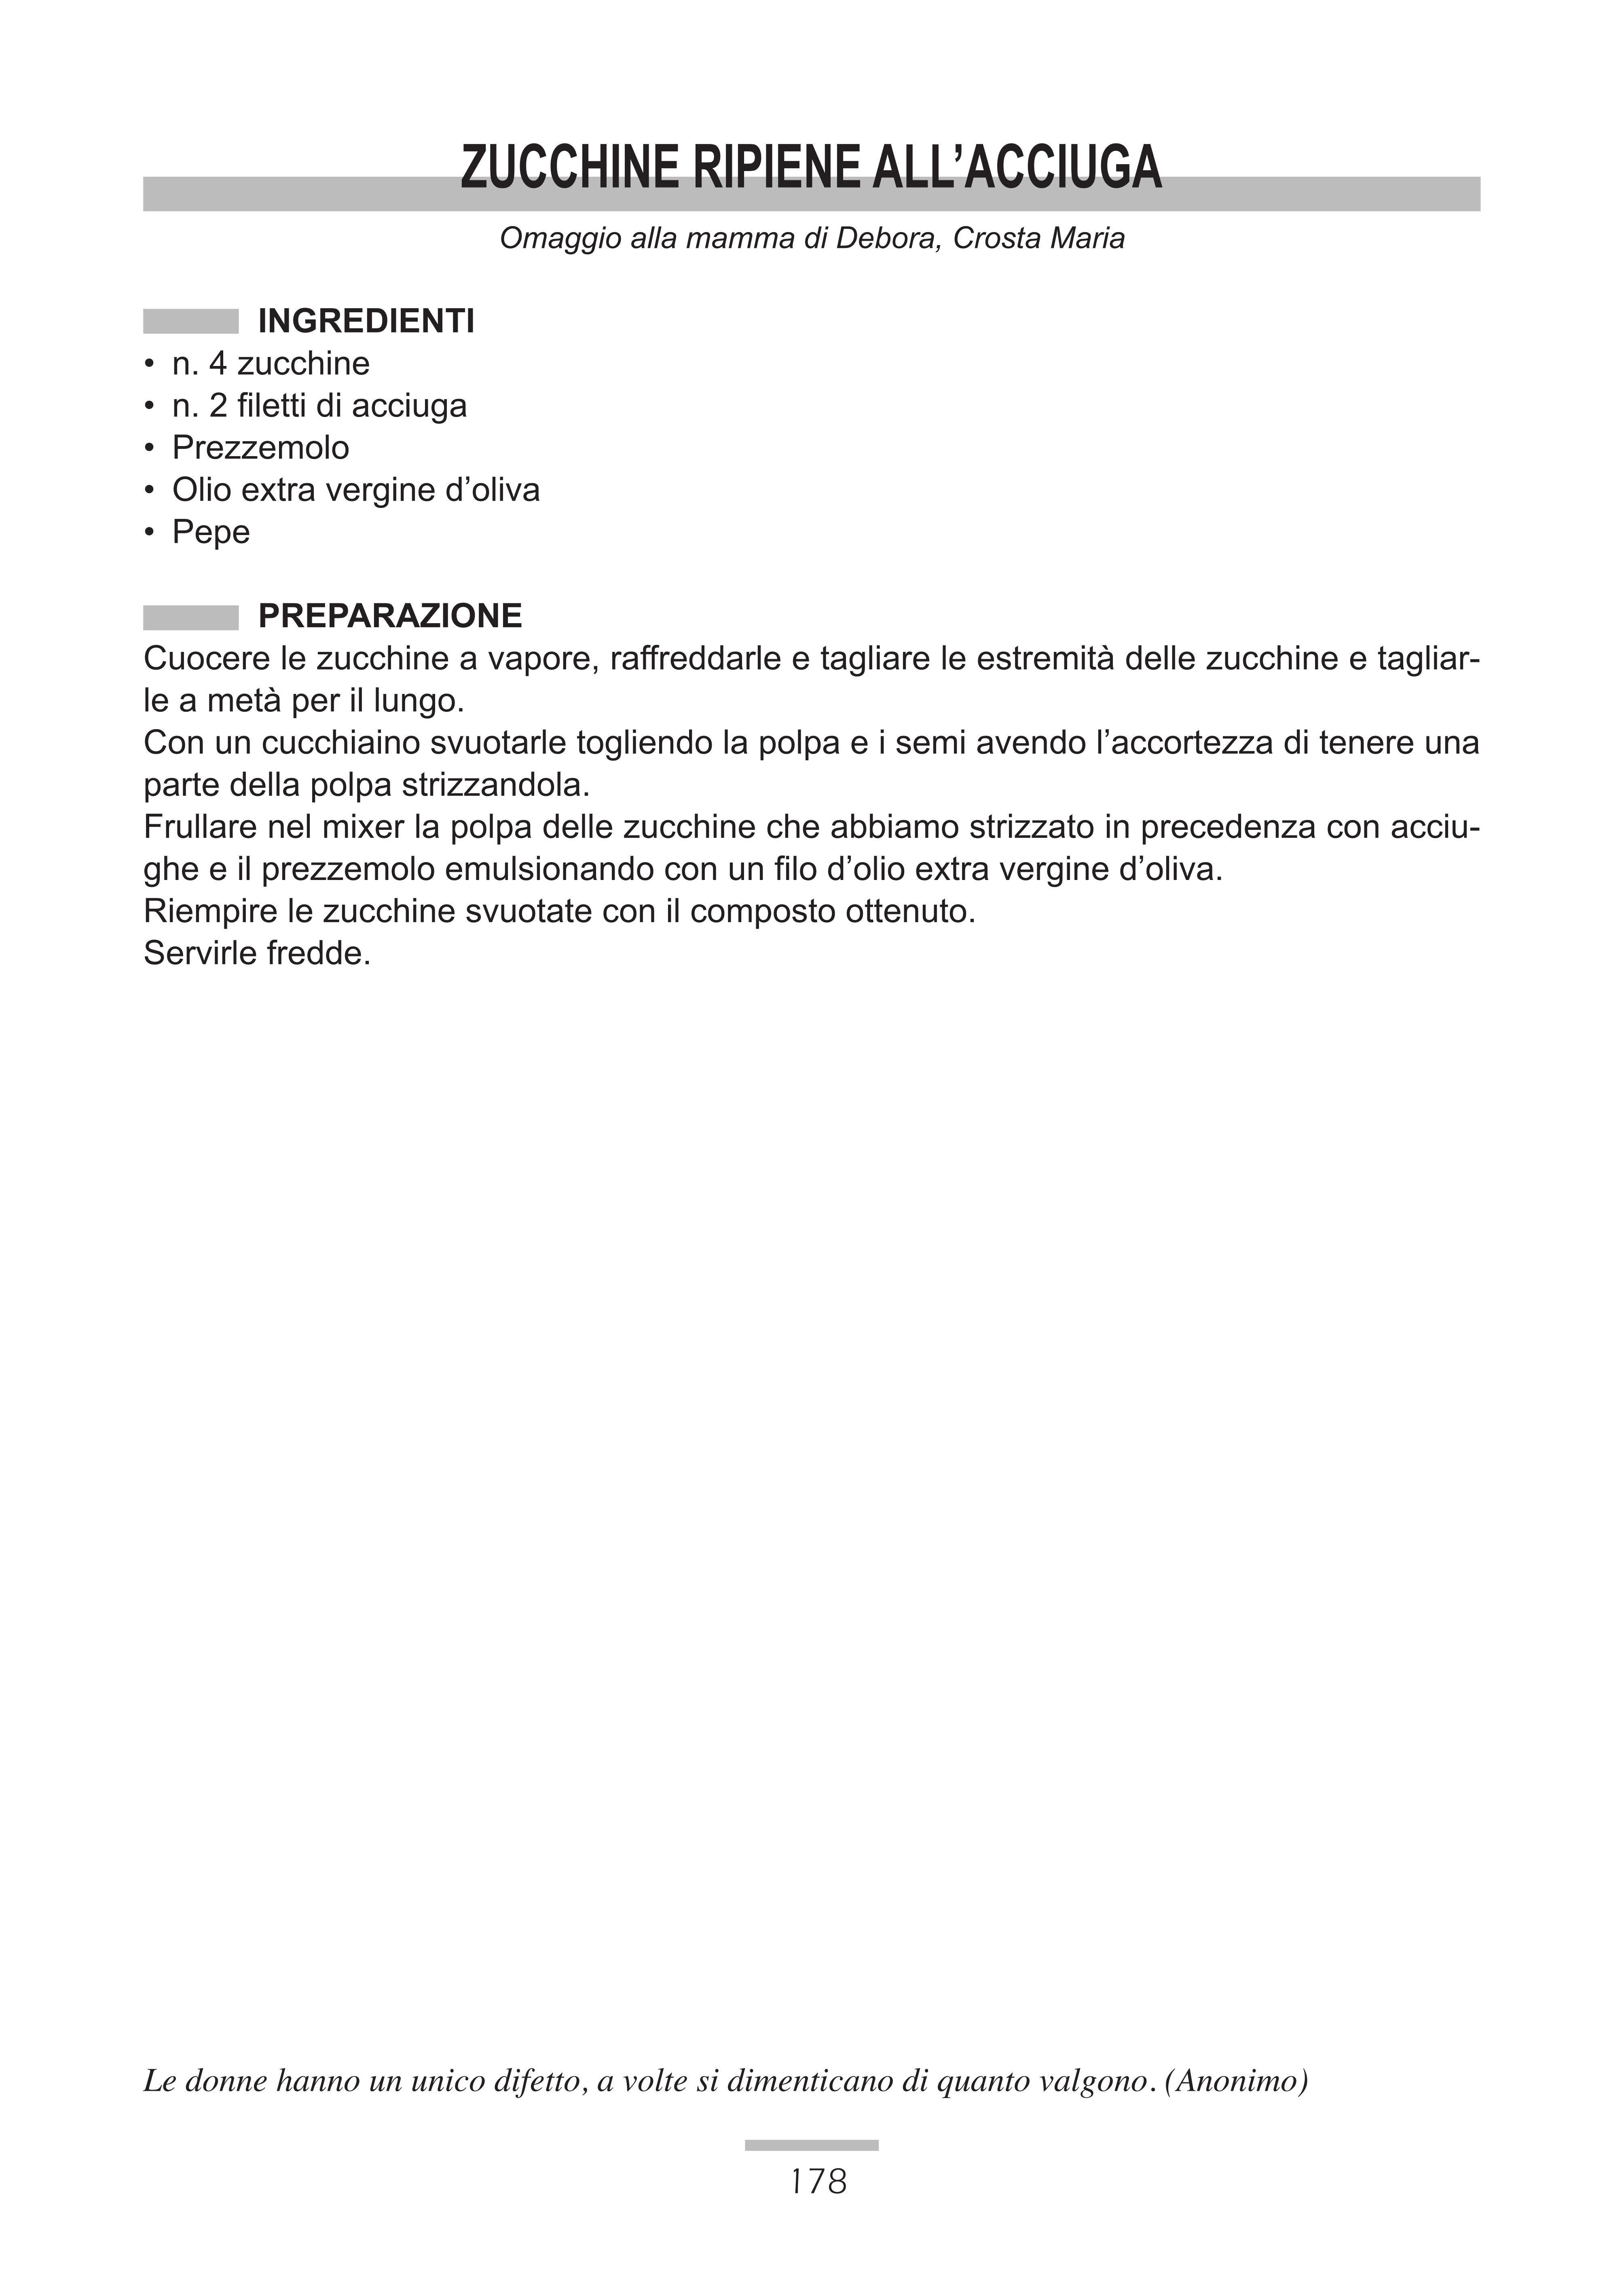 ZUCCHINE RIPIENE ALL’ACCIUGA
Omaggio alla mamma di Debora, Crosta Maria
INGREDIENTI
• n. 4 zucchine
• n. 2 filetti di acciuga
• Prezzemolo
• Olio extra vergine d’oliva
• Pepe
PREPARAZIONE
Cuocere le zucchine a vapore, raffreddarle e tagliare le estremità delle zucchine e tagliar-
le a metà per il lungo.
Con un cucchiaino svuotarle togliendo la polpa e i semi avendo l’accortezza di tenere una
parte della polpa strizzandola.
Frullare nel mixer la polpa delle zucchine che abbiamo strizzato in precedenza con acciu-
ghe e il prezzemolo emulsionando con un filo d’olio extra vergine d’oliva.
Riempire le zucchine svuotate con il composto ottenuto.
Servirle fredde.
Le donne hanno un unico difetto, a volte si dimenticano di quanto valgono. (Anonimo)
178